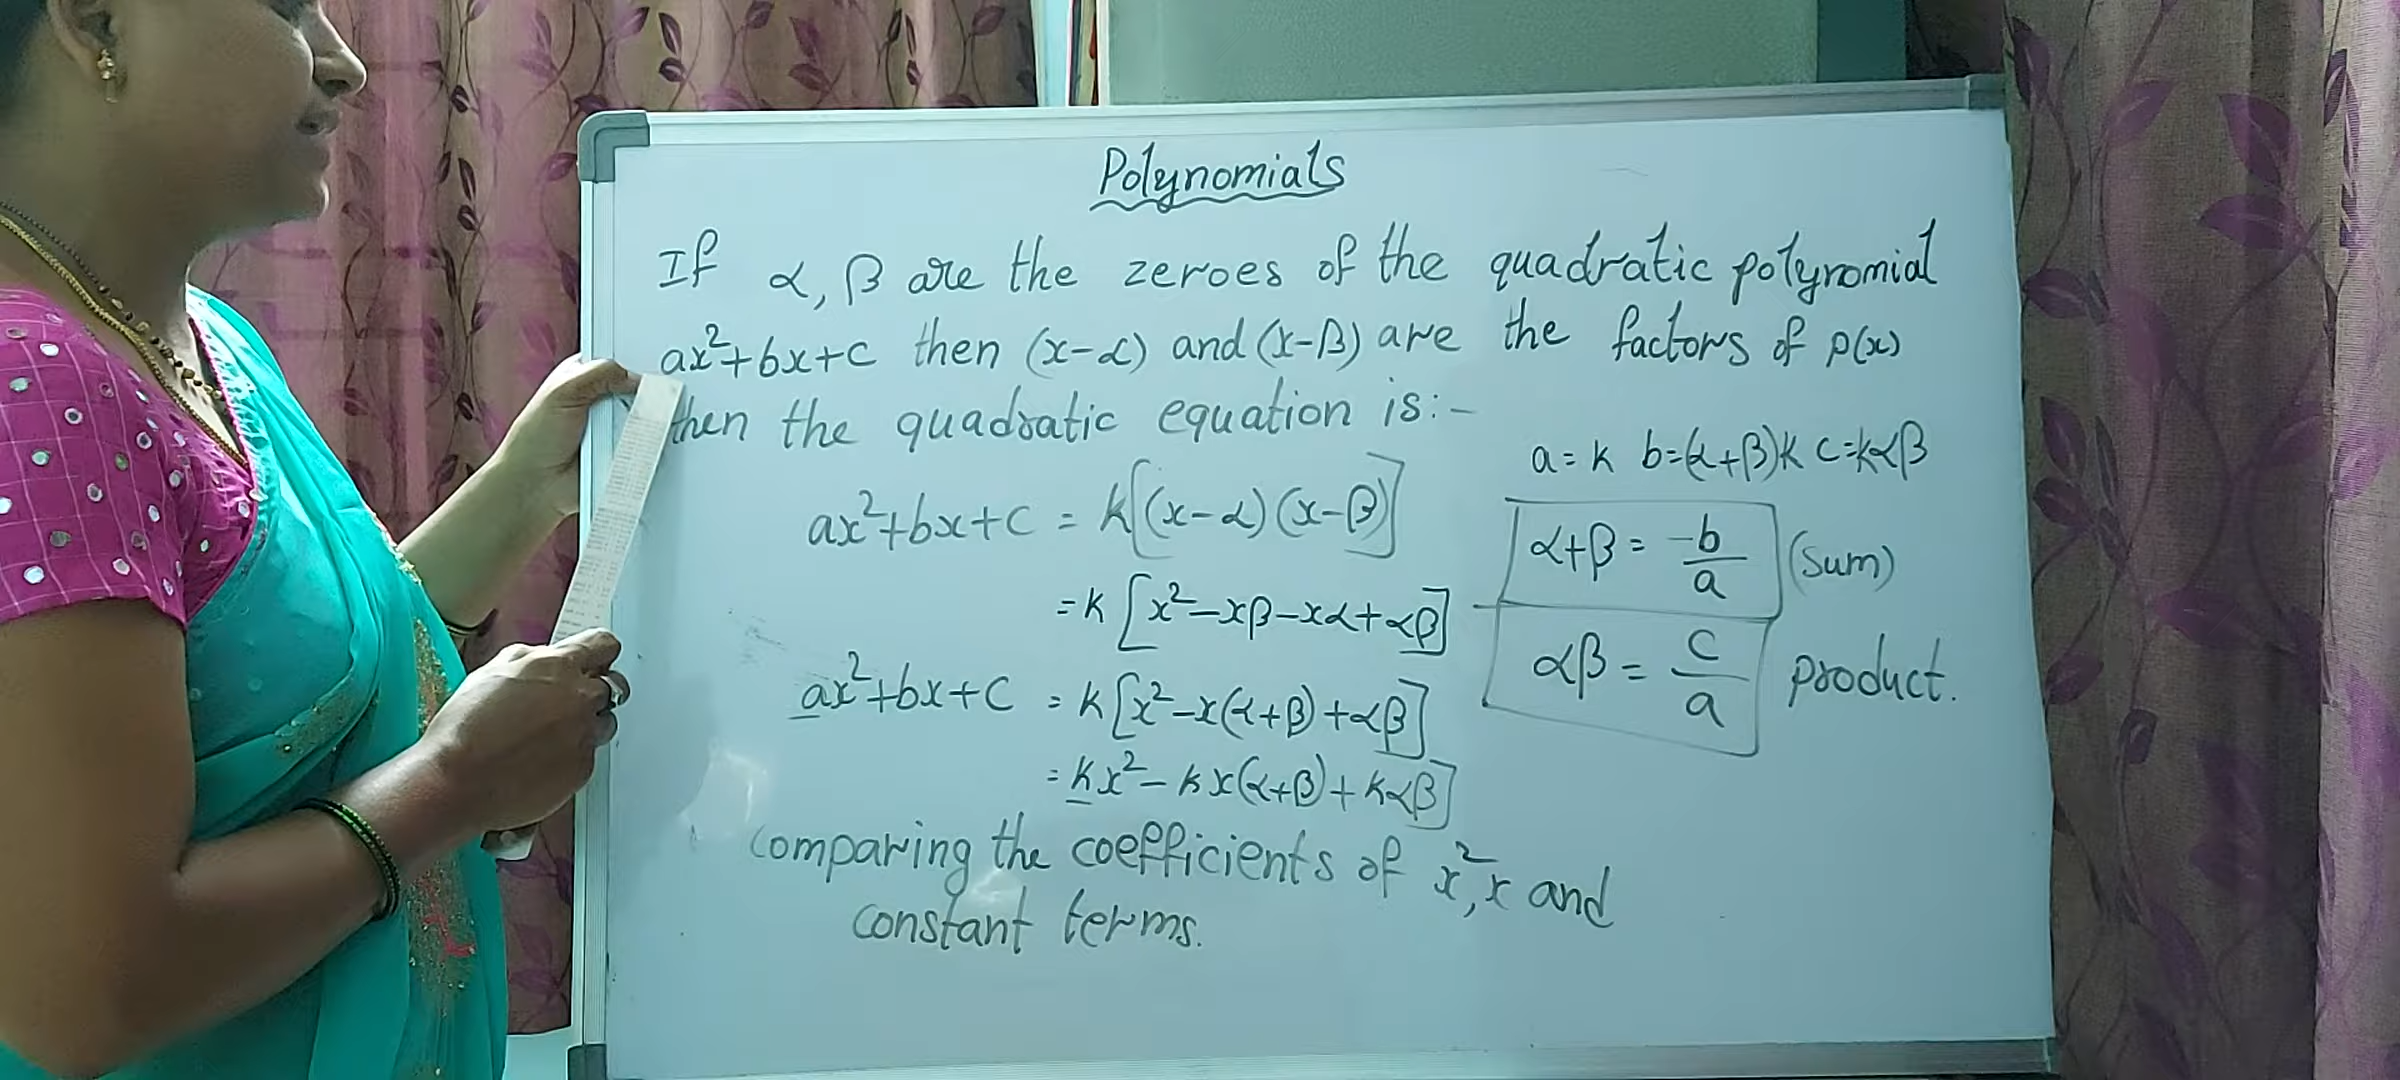 Polynomials
If α, β are the zeroes of the quadratic polynomial
ax²+bx+c then (x-α) and (x-β) are the factors of p(x)
then the quadratic equation is:-
ax²+bx+c = k[(x-α)(x-β)]
= k[x²-xβ-xα+αβ]
ax²+bx+c = k[x²-x(α+β)+αβ]
= kx²-kx(α+β)+kαβ]
comparing the coefficients of x²,x and
constant terms.
a=k b=(α+β)k c=kαβ
α+β = -b/a (sum)
αβ = c/a product.